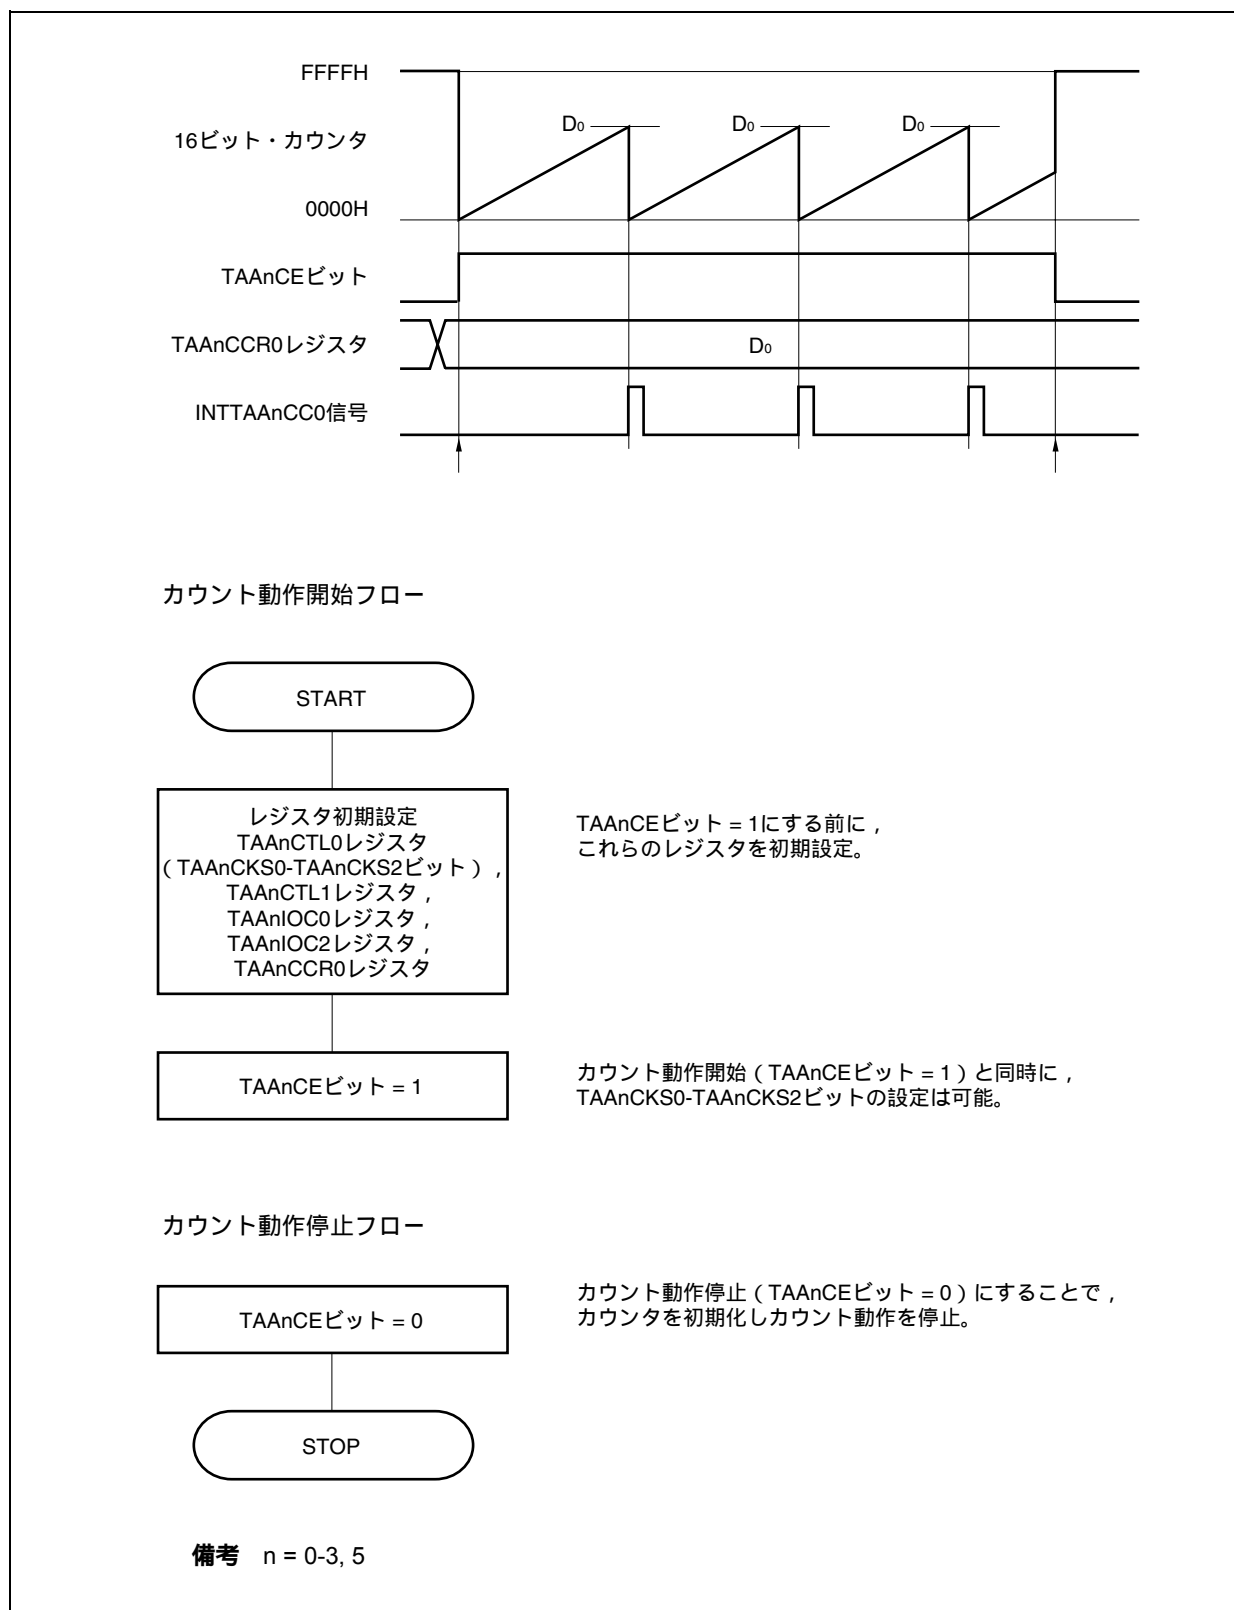 FFFFH
16ビット・カウンタ
D₀ D₀ D₀
0000H
TAAnCEビット
TAAnCCR0レジスタ
D₀
INTTAAnCC0信号
カウント動作開始フロー
START
レジスタ初期設定
TAAnCTL0レジスタ
（TAAnCKS0-TAAnCKS2ビット），
TAAnCTL1レジスタ，
TAAnIOC0レジスタ，
TAAnIOC2レジスタ，
TAAnCCR0レジスタ
TAAnCEビット = 1にする前に，
これらのレジスタを初期設定。
TAAnCEビット = 1
カウント動作開始（TAAnCEビット = 1）と同時に，
TAAnCKS0-TAAnCKS2ビットの設定は可能。
カウント動作停止フロー
TAAnCEビット = 0
カウント動作停止（TAAnCEビット = 0）にすることで，
カウンタを初期化しカウント動作を停止。
STOP
備考 n = 0-3, 5